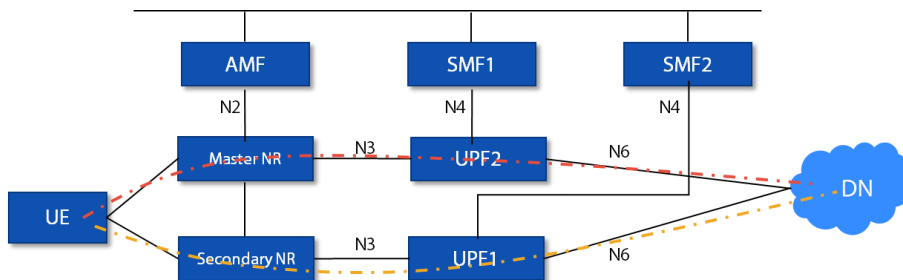 AMF
SMF1
SMF2
N2
N4
N4
Master NR
N3
UPF2
N6
UE
DN
Secondary NR
N3
UPF1
N6